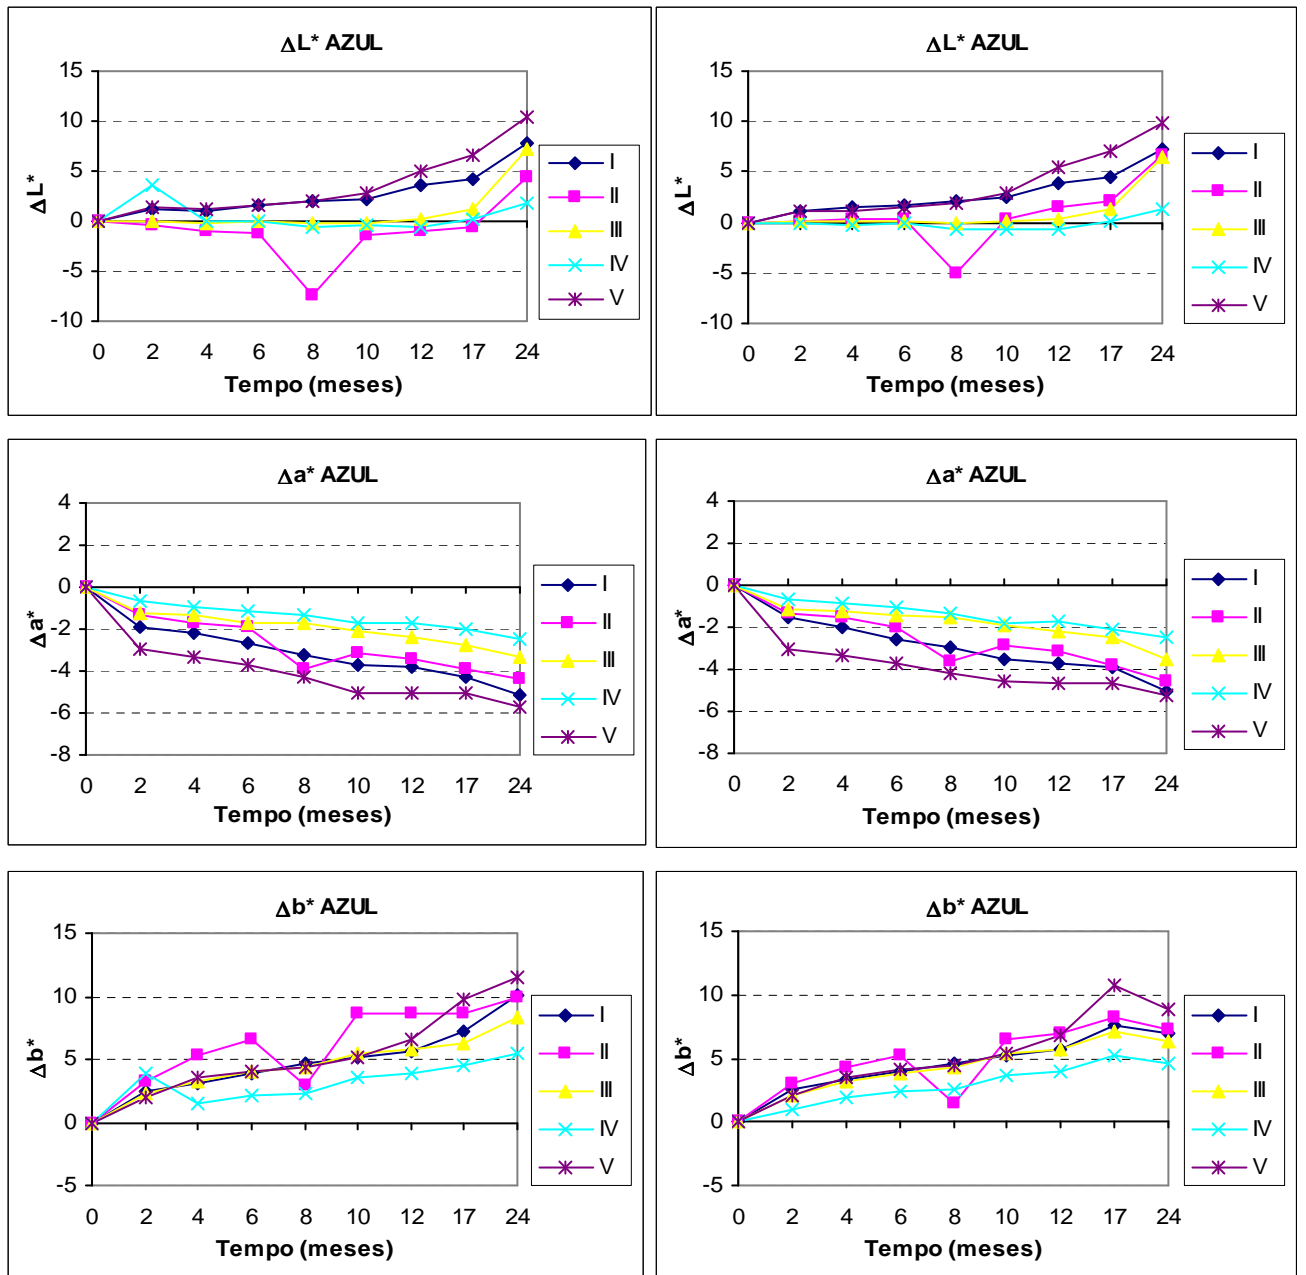 ΔL* AZUL
15
10
5
0
-5
-10
ΔL*
0 2 4 6 8 10 12 17 24
Tempo (meses)
I
II
III
IV
V
ΔL* AZUL
15
10
5
0
-5
-10
ΔL*
0 2 4 6 8 10 12 17 24
Tempo (meses)
I
II
III
IV
V
Δa* AZUL
4
2
0
-2
-4
-6
-8
Δa*
0 2 4 6 8 10 12 17 24
Tempo (meses)
I
II
III
IV
V
Δa* AZUL
4
2
0
-2
-4
-6
-8
Δa*
0 2 4 6 8 10 12 17 24
Tempo (meses)
I
II
III
IV
V
Δb* AZUL
15
10
5
0
-5
Δb*
0 2 4 6 8 10 12 17 24
Tempo (meses)
I
II
III
IV
V
Δb* AZUL
15
10
5
0
-5
Δb*
0 2 4 6 8 10 12 17 24
Tempo (meses)
I
II
III
IV
V